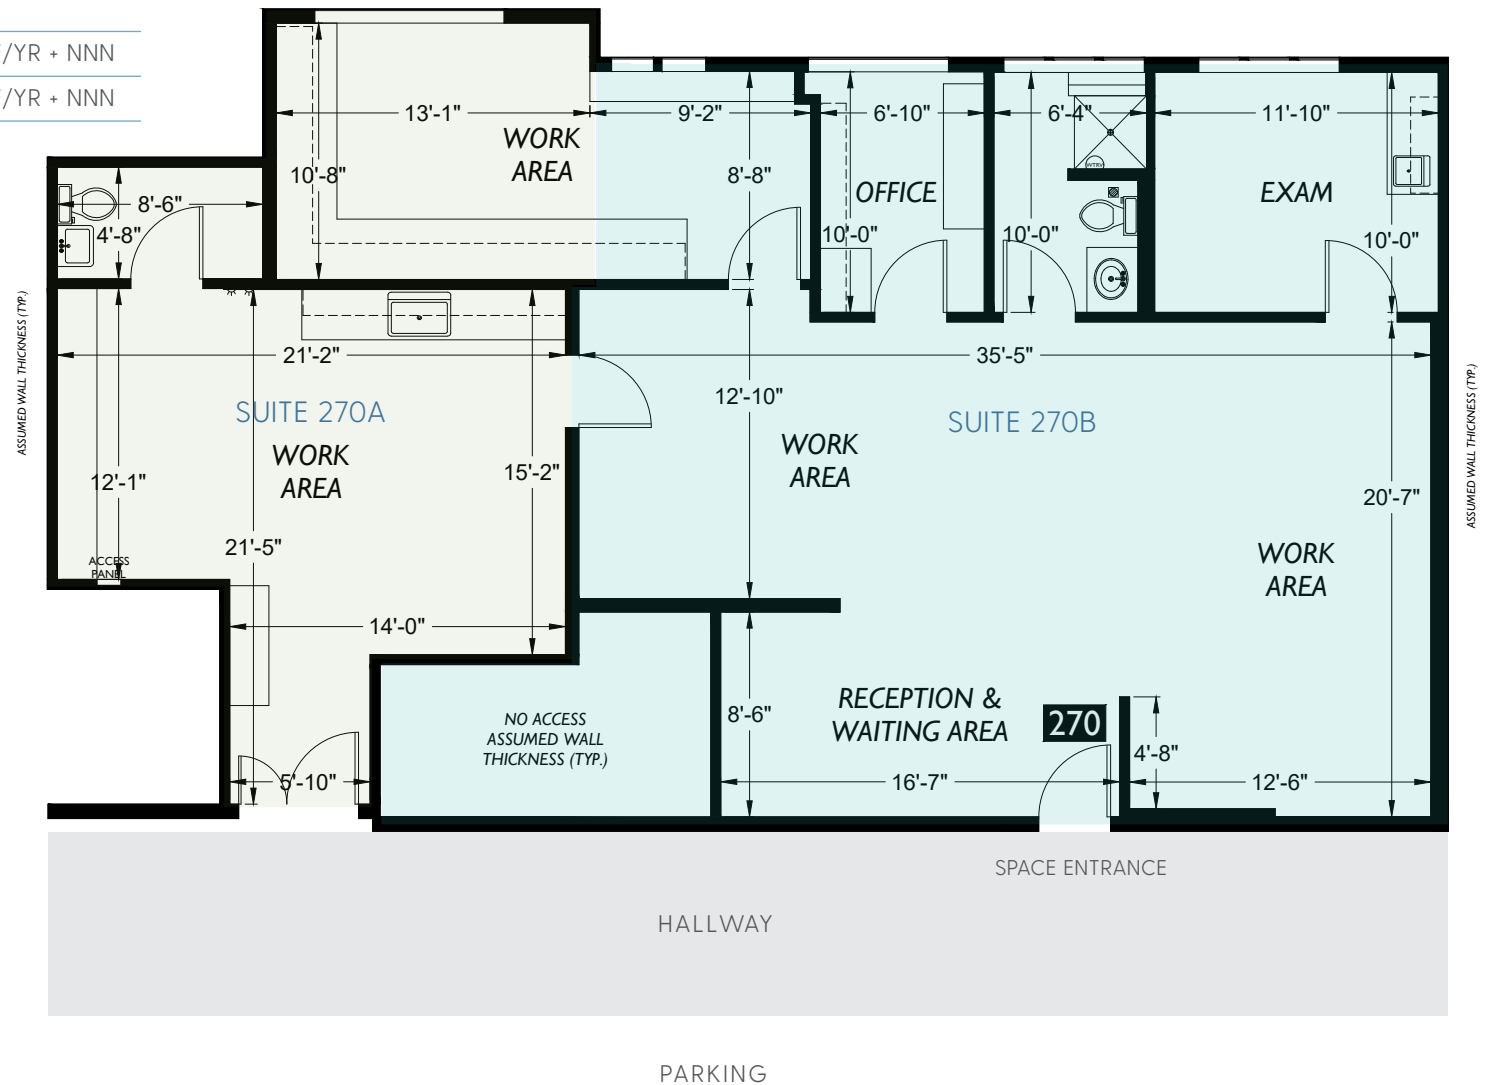 /YR + NNN
/YR + NNN
13'-1"
9'-2"
6'-10"
6'-4"
11'-10"
WORK
AREA
10'-8"
8'-8"
OFFICE
EXAM
WTRV
8'-6"
4'-8"
10'-0"
10'-0"
10'-0"
ASSUMED WALL THICKNESS (TYP.)
21'-2"
35'-5"
ASSUMED WALL THICKNESS (TYP.)
12'-10"
SUITE 270A
SUITE 270B
WORK
AREA
WORK
AREA
12'-1"
15'-2"
20'-7"
21'-5"
WORK
AREA
ACCESS
PANEL
14'-0"
RECEPTION &
WAITING AREA
270
8'-6"
NO ACCESS
ASSUMED WALL
THICKNESS (TYP.)
4'-8"
5'-10"
16'-7"
12'-6"
SPACE ENTRANCE
HALLWAY
PARKING